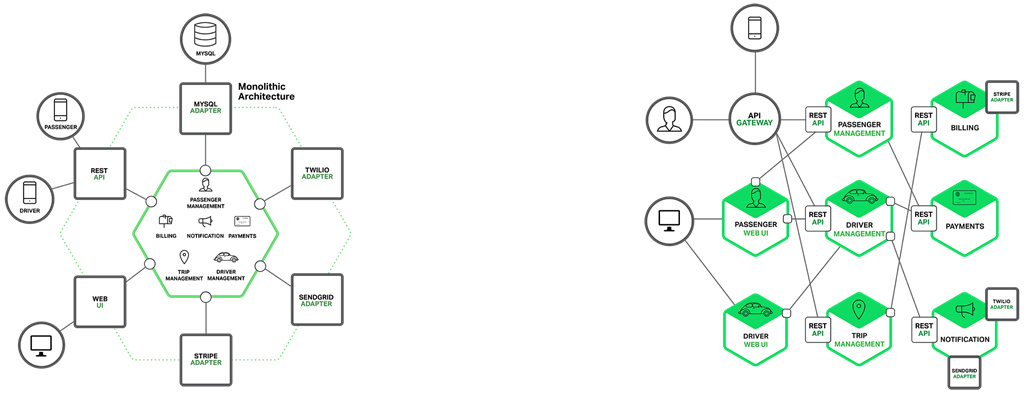 MYSQL
Monolithic
Architecture
MYSQL
ADAPTER
PASSENGER
REST
API
TWILIO
ADAPTER
DRIVER
PASSENGER
MANAGEMENT
BILLING
NOTIFICATION
PAYMENTS
TRIP
MANAGEMENT
DRIVER
MANAGEMENT
WEB
UI
SENDGRID
ADAPTER
STRIPE
ADAPTER
API
GATEWAY
REST
API
PASSENGER
MANAGEMENT
REST
API
BILLING
STRIPE
ADAPTER
PASSENGER
WEB UI
REST
API
DRIVER
MANAGEMENT
REST
API
PAYMENTS
DRIVER
WEB UI
REST
API
TRIP
MANAGEMENT
REST
API
NOTIFICATION
TWILIO
ADAPTER
SENDGRID
ADAPTER